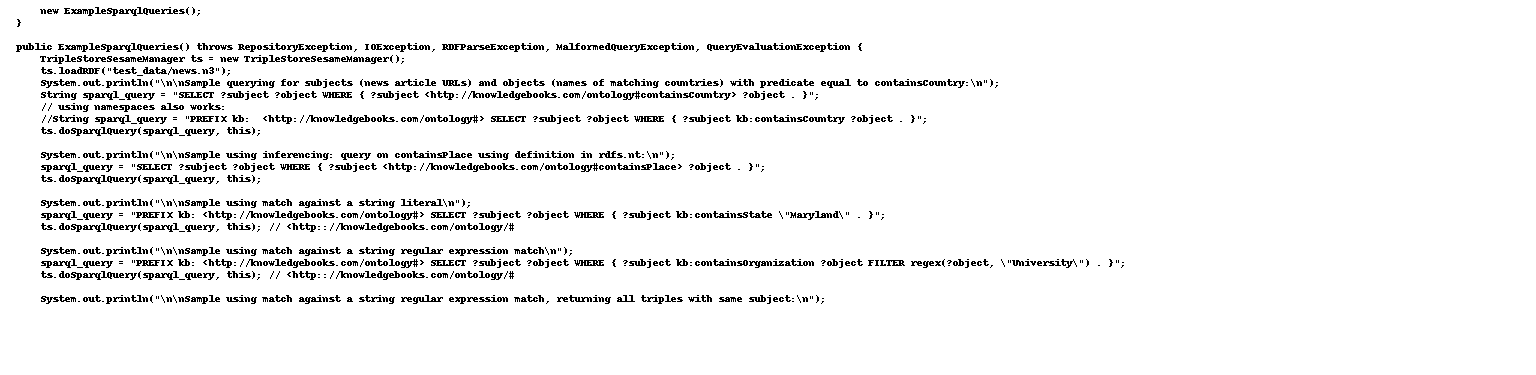 new ExampleSparqlQueries();
}
public ExampleSparqlQueries() throws RepositoryException, IOException, RDFParseException, MalformedQueryException, QueryEvaluationException {
TripleStoreSesameManager ts = new TripleStoreSesameManager();
ts.loadRDF("test_data/news.n3");
System.out.println("\n\nSample querying for subjects (news article URLs) and objects (names of matching countries) with predicate equal to containsCountry:\n");
String sparql_query = "SELECT ?subject ?object WHERE { ?subject <http://knowledgebooks.com/ontology#containsCountry> ?object . }";
// using namespaces also works:
//String sparql_query = "PREFIX kb:  <http://knowledgebooks.com/ontology#> SELECT ?subject ?object WHERE { ?subject kb:containsCountry ?object . }";
ts.doSparqlQuery(sparql_query, this);
System.out.println("\n\nSample using inferencing: query on containsPlace using definition in rdfs.nt:\n");
sparql_query = "SELECT ?subject ?object WHERE { ?subject <http://knowledgebooks.com/ontology#containsPlace> ?object . }";
ts.doSparqlQuery(sparql_query, this);
System.out.println("\n\nSample using match against a string literal\n");
sparql_query = "PREFIX kb: <http://knowledgebooks.com/ontology#> SELECT ?subject ?object WHERE { ?subject kb:containsState \"Maryland\" . }";
ts.doSparqlQuery(sparql_query, this); // <http:://knowledgebooks.com/ontology/#
System.out.println("\n\nSample using match against a string regular expression match\n");
sparql_query = "PREFIX kb: <http://knowledgebooks.com/ontology#> SELECT ?subject ?object WHERE { ?subject kb:containsOrganization ?object FILTER regex(?object, \"University\") . }";
ts.doSparqlQuery(sparql_query, this); // <http:://knowledgebooks.com/ontology/#
System.out.println("\n\nSample using match against a string regular expression match, returning all triples with same subject:\n");